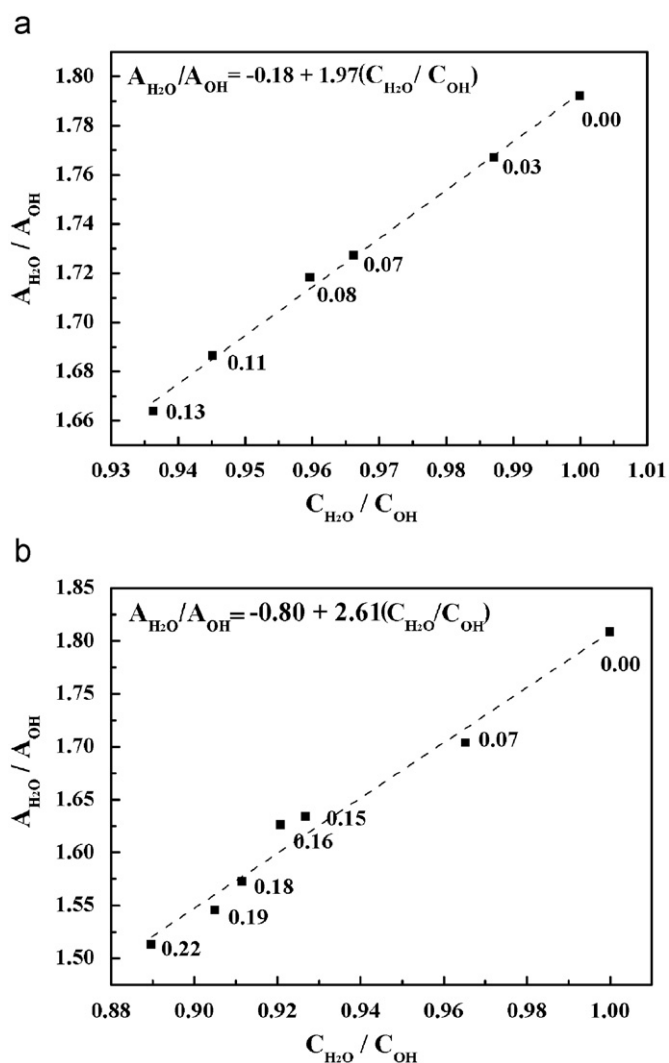 a
A_H₂O/A_OH = -0.18 + 1.97(C_H₂O/ C_OH)
1.80
1.78
1.76
1.74
1.72
1.70
1.68
1.66
A_H₂O / A_OH
0.00
0.03
0.07
0.08
0.11
0.13
0.93 0.94 0.95 0.96 0.97 0.98 0.99 1.00 1.01
C_H₂O / C_OH
b
A_H₂O/A_OH = -0.80 + 2.61(C_H₂O/C_OH)
1.85
1.80
1.75
1.70
1.65
1.60
1.55
1.50
A_H₂O / A_OH
0.00
0.07
0.15
0.16
0.18
0.19
0.22
0.88 0.90 0.92 0.94 0.96 0.98 1.00
C_H₂O / C_OH